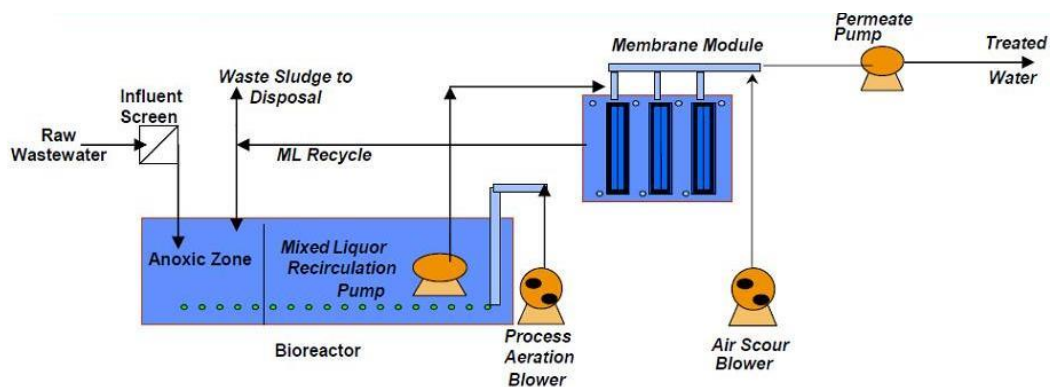 Permeate
Pump
Treated
Water
Membrane Module
Waste Sludge to
Disposal
Influent
Screen
Raw
Wastewater
ML Recycle
Anoxic Zone
Mixed Liquor
Recirculation
Pump
Bioreactor
Process
Aeration
Blower
Air Scour
Blower